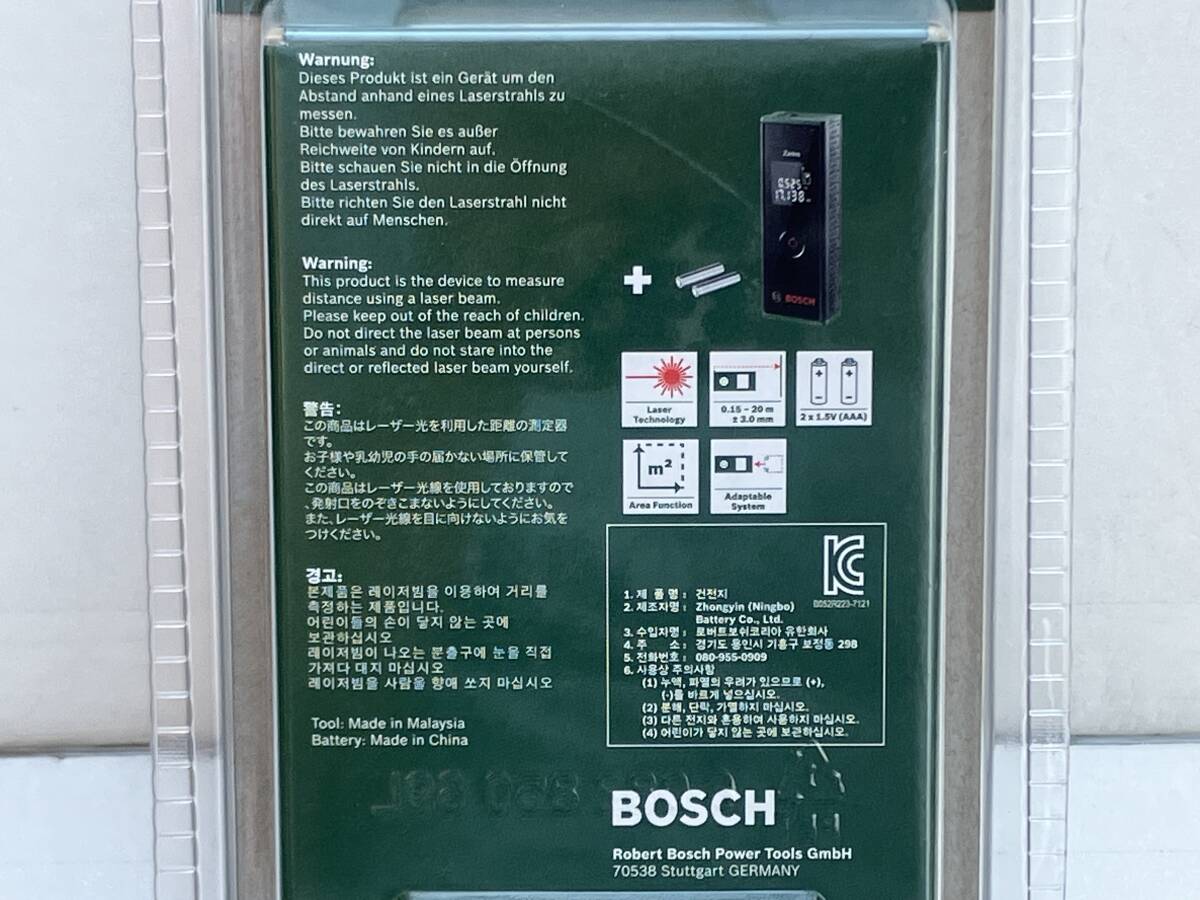 Warnung:
Dieses Produkt ist ein Gerät um den
Abstand anhand eines Laserstrahls zu
messen.
Bitte bewahren Sie es außer
Reichweite von Kindern auf.
Bitte schauen Sie nicht in die Öffnung
des Laserstrahls.
Bitte richten Sie den Laserstrahl nicht
direkt auf Menschen.
Warning:
This product is the device to measure
distance using a laser beam.
Please keep out of the reach of children.
Do not direct the laser beam at persons
or animals and do not stare into the
direct or reflected laser beam yourself.
警告:
この商品はレーザー光を利用した距離の測定器
です。
お子様や乳幼児の手の届かない場所に保管して
ください。
この商品はレーザー光線を使用しておりますので
、発射口をのぞきこまないようにしてください。
また、レーザー光線を目に向けないようにお気を
つけください。
경고:
본제품은 레이저빔을 이용하여 거리를
측정하는 제품입니다.
어린이들의 손이 닿지 않는 곳에
보관하십시오
레이저빔이 나오는 분출구에 눈을 직접
가져다 대지 마십시오
레이저빔을 사람을 향해 쏘지 마십시오
Tool: Made in Malaysia
Battery: Made in China
Zamo
0.525
17.138
BOSCH
+
Laser
Technology
0.15 – 20 m
± 3.0 mm
2 x 1.5V (AAA)
m²
Area Function
Adaptable
System
B052R223-7121
1. 제 품 명 : 건전지
2. 제조자명 : Zhongyin (Ningbo)
Battery Co., Ltd.
3. 수입자명 : 로버트보쉬코리아 유한회사
4. 주 소 : 경기도 용인시 기흥구 보정동 298
5. 전화번호 : 080-955-0909
6. 사용상 주의사항
(1) 누액, 파열의 우려가 있으므로 (+),
(-)를 바르게 넣으십시오.
(2) 분해, 단락, 가열하지 마십시오.
(3) 다른 전지와 혼용하여 사용하지 마십시오.
(4) 어린이가 닿지 않는 곳에 보관하십시오.
BOSCH
Robert Bosch Power Tools GmbH
70538 Stuttgart GERMANY